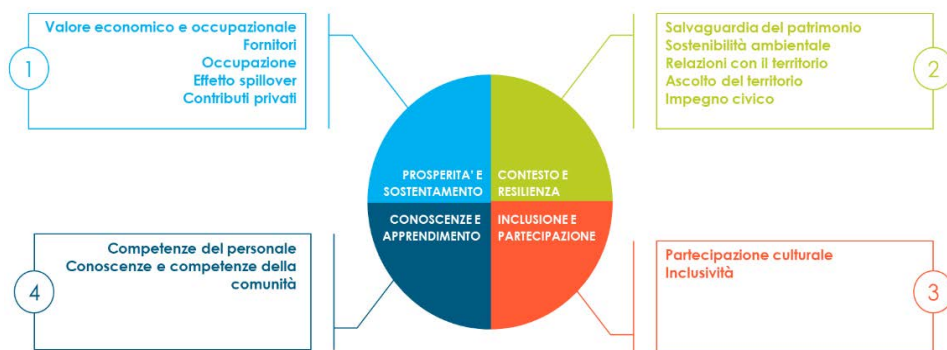 Valore economico e occupazionale
Fornitori
Occupazione
Effetto spillover
Contributi privati
1
Salvaguardia del patrimonio
Sostenibilità ambientale
Relazioni con il territorio
Ascolto del territorio
Impegno civico
2
PROSPERITA' E
SOSTENTAMENTO
CONTESTO E
RESILIENZA
CONOSCENZE E
APPRENDIMENTO
INCLUSIONE E
PARTECIPAZIONE
Competenze del personale
Conoscenze e competenze della
comunità
4
Partecipazione culturale
Inclusività
3